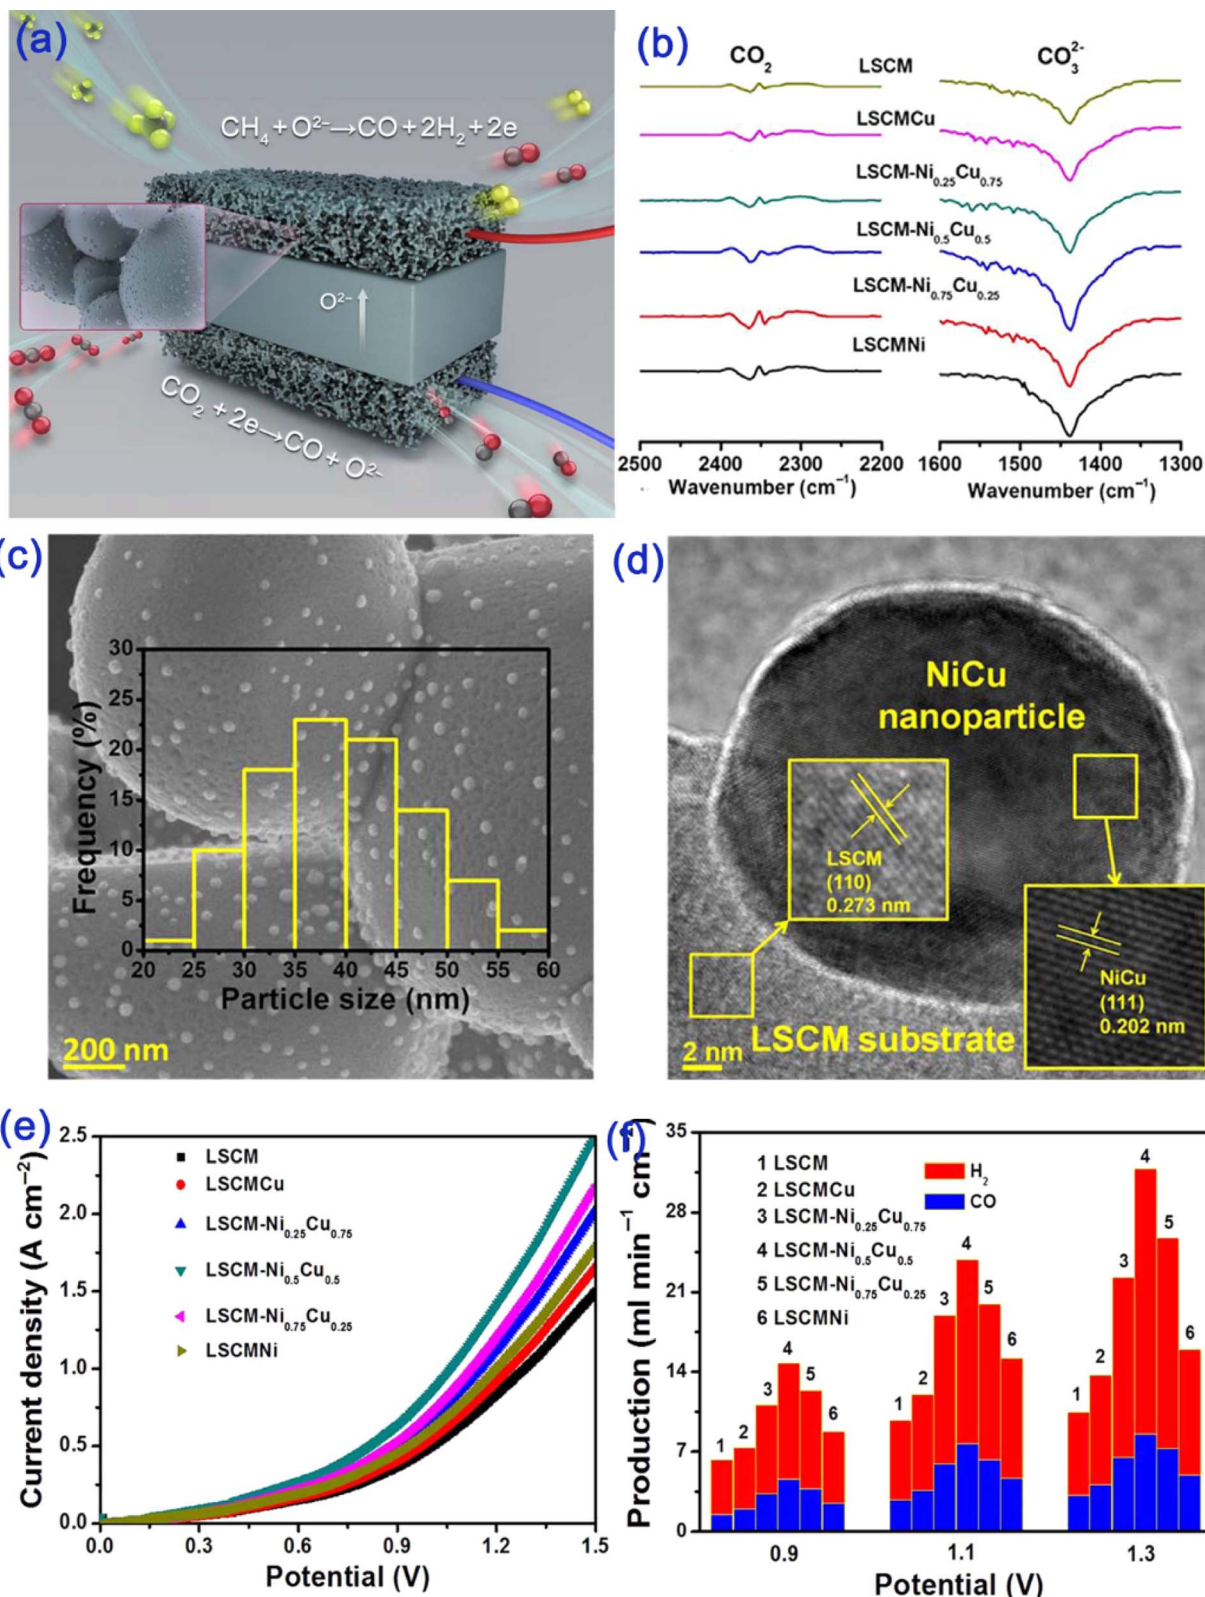 (a)
CH₄ + O²⁻→CO + 2H₂ + 2e
O²⁻
CO₂ + 2e→CO + O²⁻
(b)
CO₂
LSCM
CO₃²⁻
LSCMCu
LSCM-Ni₀.₂₅Cu₀.₇₅
LSCM-Ni₀.₅Cu₀.₅
LSCM-Ni₀.₇₅Cu₀.₂₅
LSCMNi
2500 2400 2300 2200
1600 1500 1400 1300
Wavenumber (cm⁻¹)
Wavenumber (cm⁻¹)
(c)
30
25
20
15
10
5
0
Frequency (%)
20 25 30 35 40 45 50 55 60
Particle size (nm)
200 nm
(d)
NiCu
nanoparticle
LSCM
(110)
0.273 nm
NiCu
(111)
0.202 nm
LSCM substrate
2 nm
(e)
2.5
2.0
1.5
1.0
0.5
0.0
Current density (A cm⁻²)
LSCM
LSCMCu
LSCM-Ni₀.₂₅Cu₀.₇₅
LSCM-Ni₀.₅Cu₀.₅
LSCM-Ni₀.₇₅Cu₀.₂₅
LSCMNi
0.0 0.3 0.6 0.9 1.2 1.5
Potential (V)
(f)
35
28
21
14
7
0
Production (ml min⁻¹ cm
1 LSCM
2 LSCMCu
3 LSCM-Ni₀.₂₅Cu₀.₇₅
4 LSCM-Ni₀.₅Cu₀.₅
5 LSCM-Ni₀.₇₅Cu₀.₂₅
6 LSCMNi
H₂
CO
1 2 3 4 5 6
1 2 3 4 5 6
1 2 3 4 5 6
0.9 1.1 1.3
Potential (V)